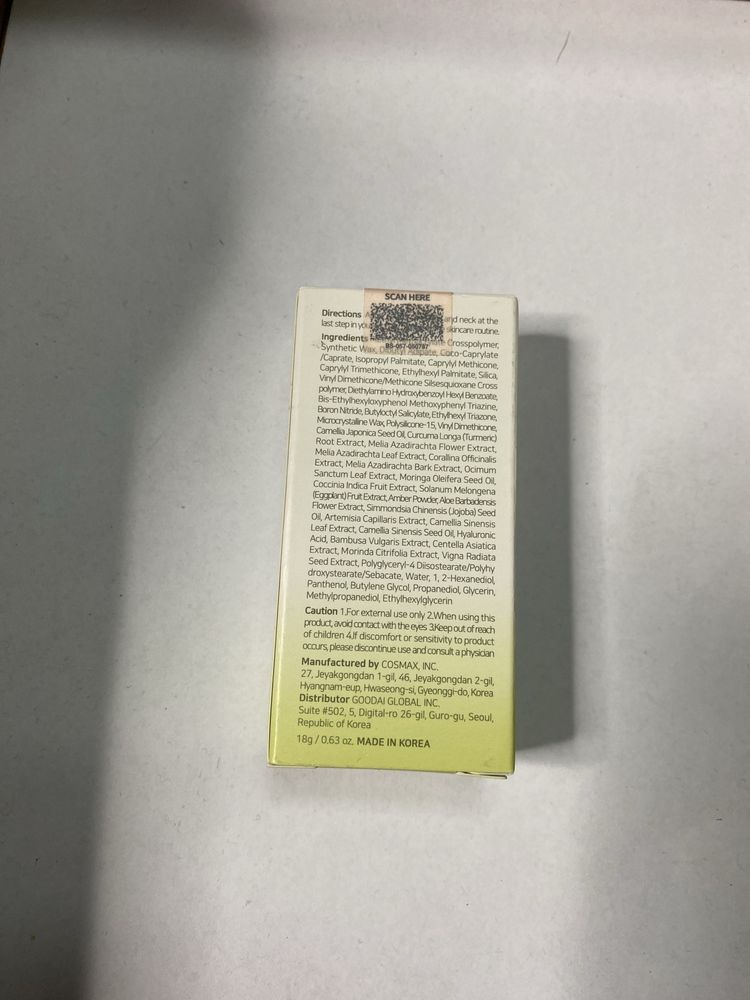 SCAN HERE
BS-057-050787
Directions and neck at the
last step in skincare routine.
Ingredients Crosspolymer,
Synthetic Wax, Dibutyl Adipate, Coco-Caprylate
/Caprate, Isopropyl Palmitate, Caprylyl Methicone,
Caprylyl Trimethicone, Ethylhexyl Palmitate, Silica,
Vinyl Dimethicone/Methicone Silsesquioxane Cross
polymer, Diethylamino Hydroxybenzoyl Hexyl Benzoate,
Bis-Ethylhexyloxyphenol Methoxyphenyl Triazine,
Boron Nitride, Butyloctyl Salicylate, Ethylhexyl Triazone,
Microcrystalline Wax, Polysilicone-15, Vinyl Dimethicone,
Camellia Japonica Seed Oil, Curcuma Longa (Turmeric)
Root Extract, Melia Azadirachta Flower Extract,
Melia Azadirachta Leaf Extract, Corallina Officinalis
Extract, Melia Azadirachta Bark Extract, Ocimum
Sanctum Leaf Extract, Moringa Oleifera Seed Oil,
Coccinia Indica Fruit Extract, Solanum Melongena
(Eggplant) Fruit Extract, Amber Powder, Aloe Barbadensis
Flower Extract, Simmondsia Chinensis (Jojoba) Seed
Oil, Artemisia Capillaris Extract, Camellia Sinensis
Leaf Extract, Camellia Sinensis Seed Oil, Hyaluronic
Acid, Bambusa Vulgaris Extract, Centella Asiatica
Extract, Morinda Citrifolia Extract, Vigna Radiata
Seed Extract, Polyglyceryl-4 Diisostearate/Polyhy
droxystearate/Sebacate, Water, 1, 2-Hexanediol,
Panthenol, Butylene Glycol, Propanediol, Glycerin,
Methylpropanediol, Ethylhexylglycerin
Caution 1.For external use only 2.When using this
product, avoid contact with the eyes 3.Keep out of reach
of children 4.If discomfort or sensitivity to product
occurs, please discontinue use and consult a physician
Manufactured by COSMAX, INC.
27, Jeyakgongdan 1-gil, 46, Jeyakgongdan 2-gil,
Hyangnam-eup, Hwaseong-si, Gyeonggi-do, Korea
Distributor GOODAI GLOBAL INC.
Suite #502, 5, Digital-ro 26-gil, Guro-gu, Seoul,
Republic of Korea
18g / 0.63 oz. MADE IN KOREA